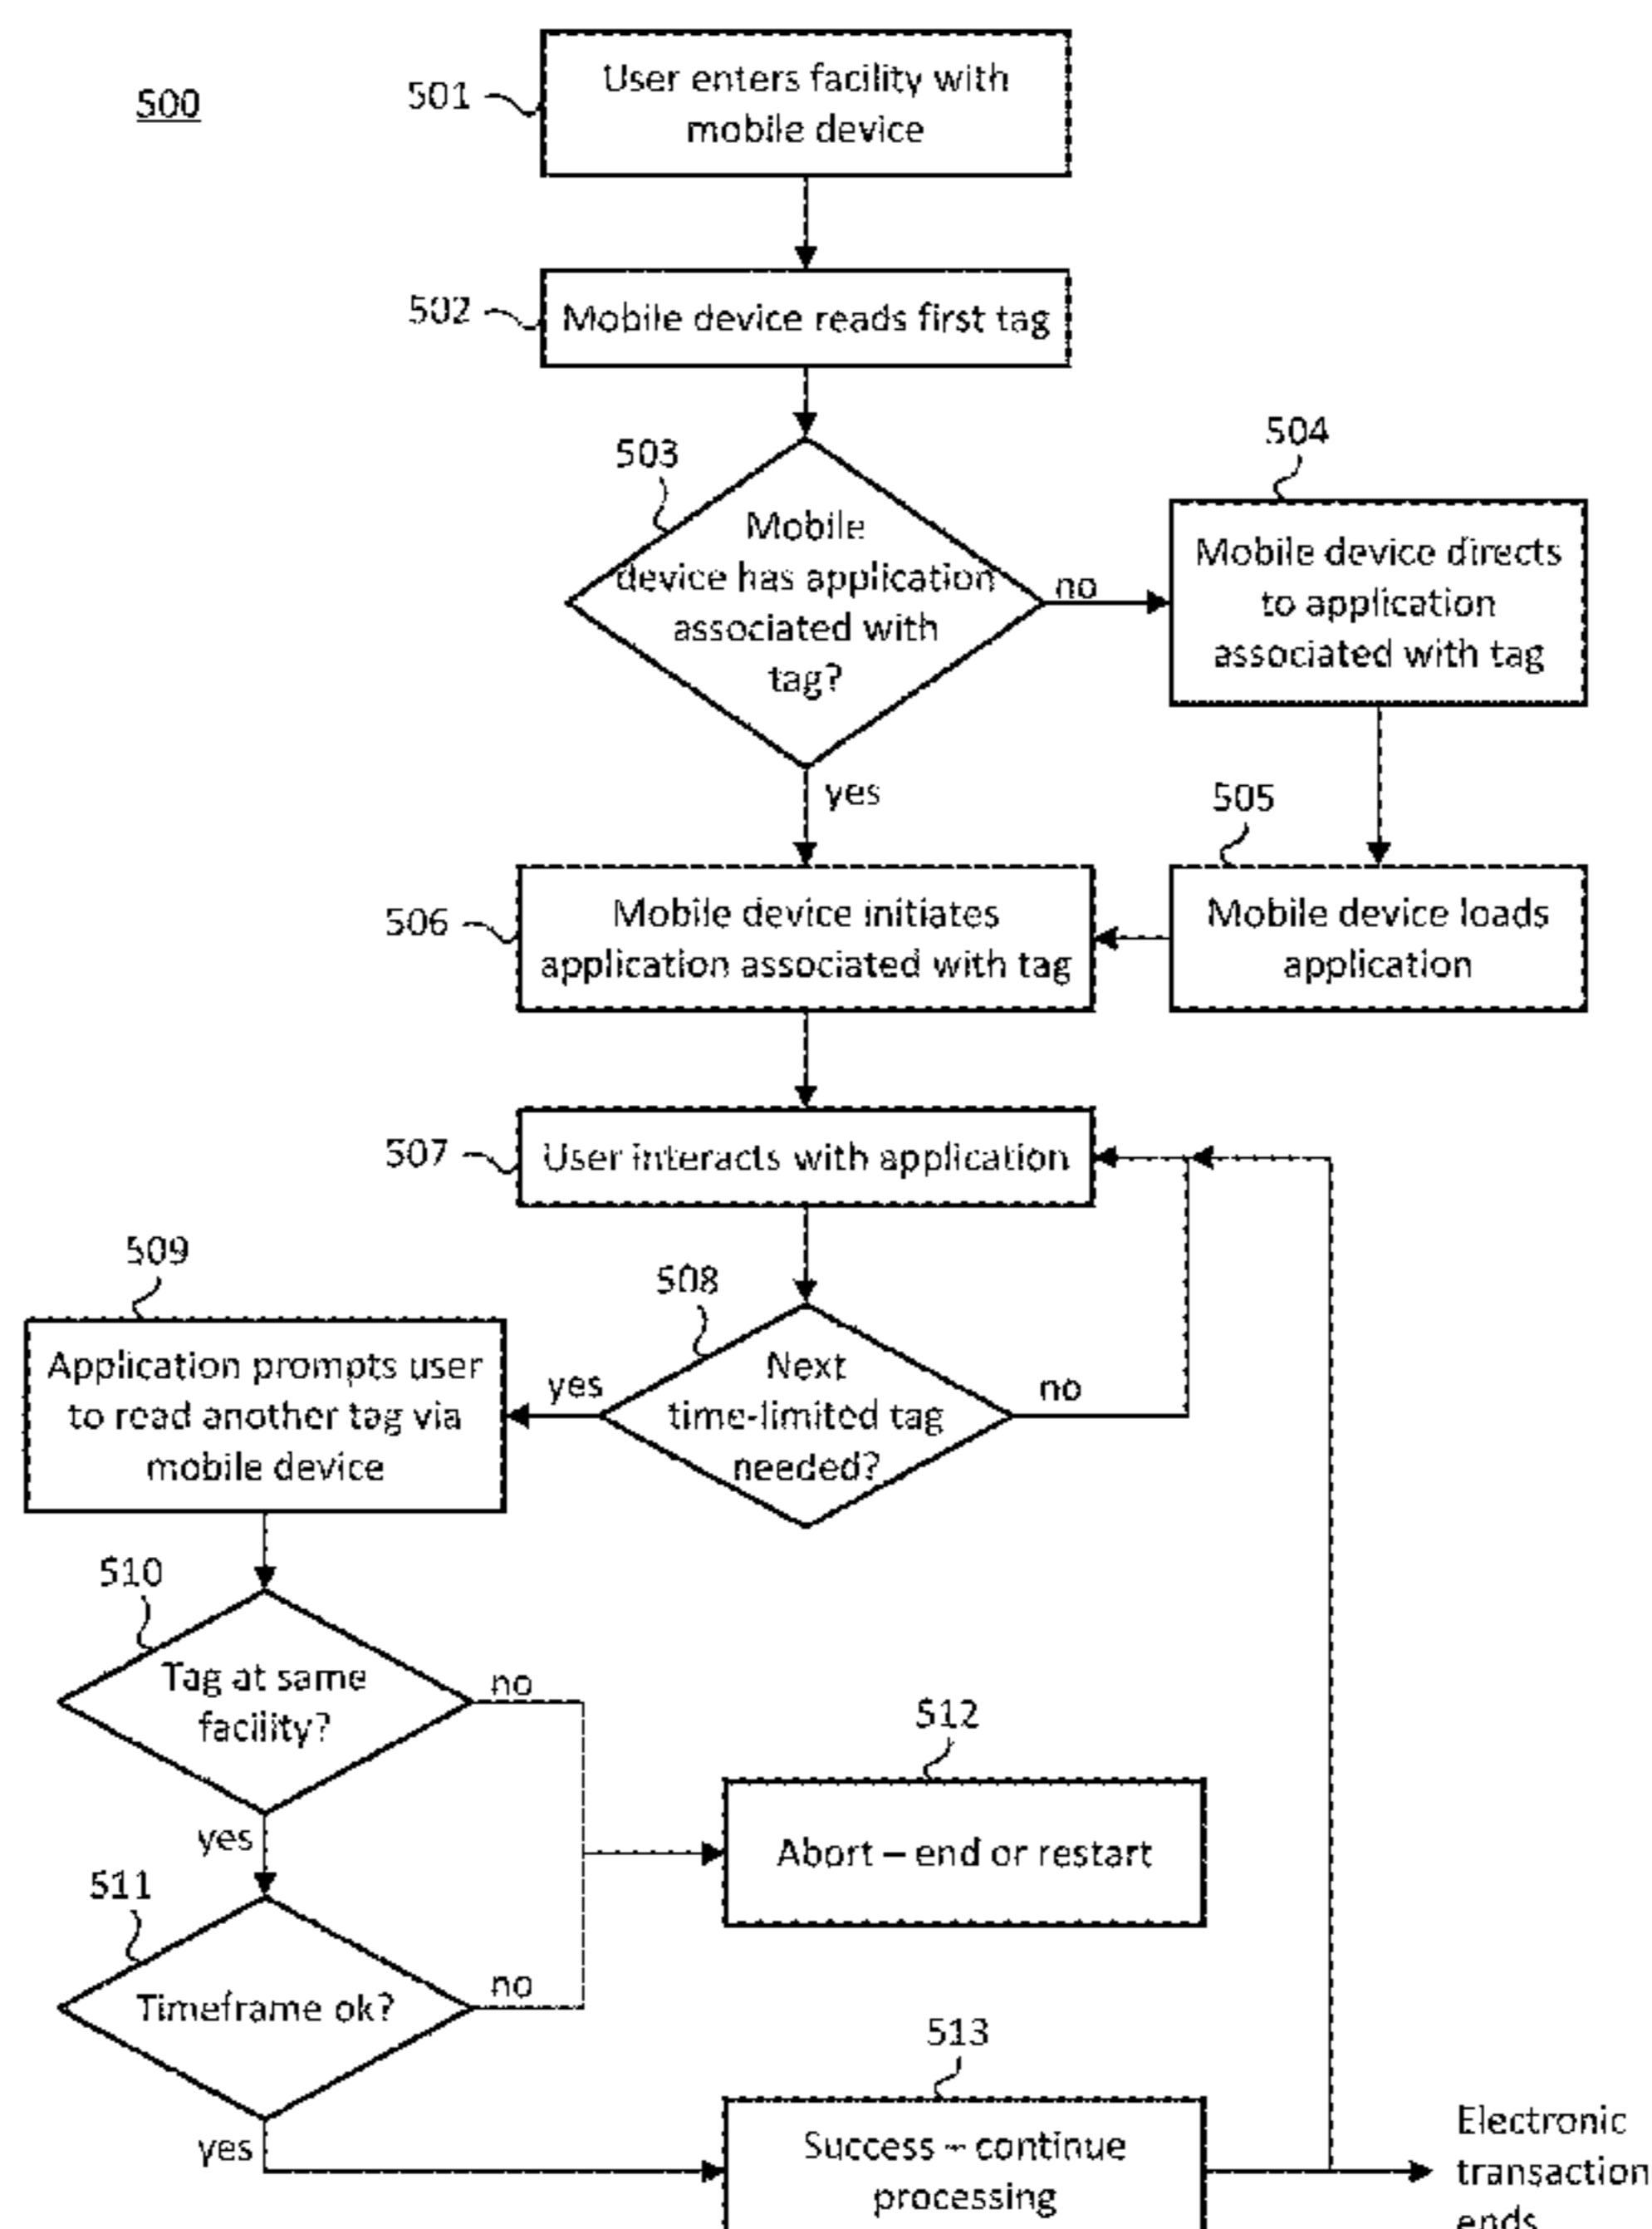 500
501
User enters facility with
mobile device
502
Mobile device reads first tag
503
Mobile
device has application
associated with
tag?
no
yes
504
Mobile device directs
to application
associated with tag
505
Mobile device loads
application
506
Mobile device initiates
application associated with tag
507
User interacts with application
508
Next
time-limited tag
needed?
yes
no
509
Application prompts user
to read another tag via
mobile device
510
Tag at same
facility?
no
yes
511
Timeframe ok?
no
yes
512
Abort – end or restart
513
Success – continue
processing
Electronic
transaction
ends